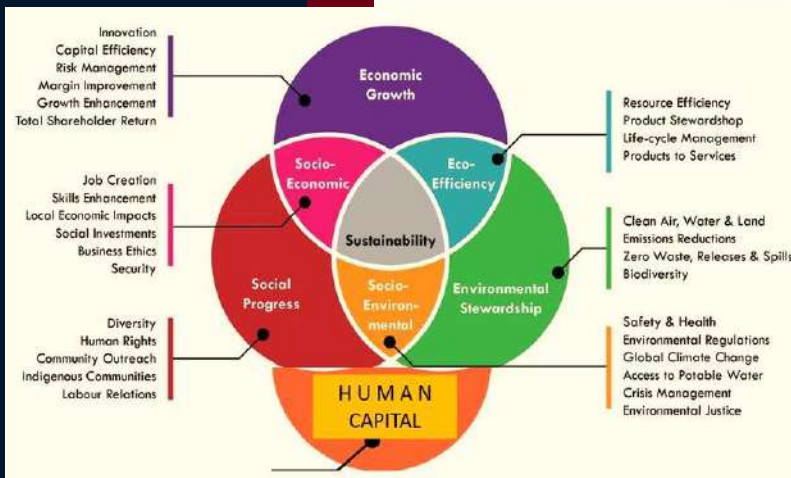 Innovation
Capital Efficiency
Risk Management
Margin Improvement
Growth Enhancement
Total Shareholder Return
Economic
Growth
Resource Efficiency
Product Stewardshop
Life-cycle Management
Products to Services
Socio-
Economic
Eco-
Efficiency
Job Creation
Skills Enhancement
Local Economic Impacts
Social Investments
Business Ethics
Security
Sustainability
Clean Air, Water & Land
Emissions Reductions
Zero Waste, Releases & Spills
Biodiversity
Social
Progress
Socio-
Environ-
mental
Environmental
Stewardship
Diversity
Human Rights
Community Outreach
Indigenous Communities
Labour Relations
Safety & Health
Environmental Regulations
Global Climate Change
Access to Potable Water
Crisis Management
Environmental Justice
HUMAN
CAPITAL